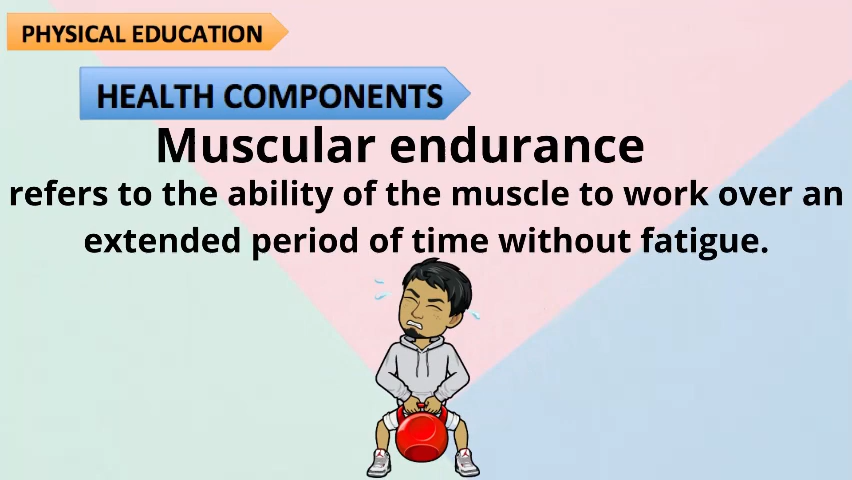 PHYSICAL EDUCATION
HEALTH COMPONENTS
Muscular endurance
refers to the ability of the muscle to work over an
extended period of time without fatigue.